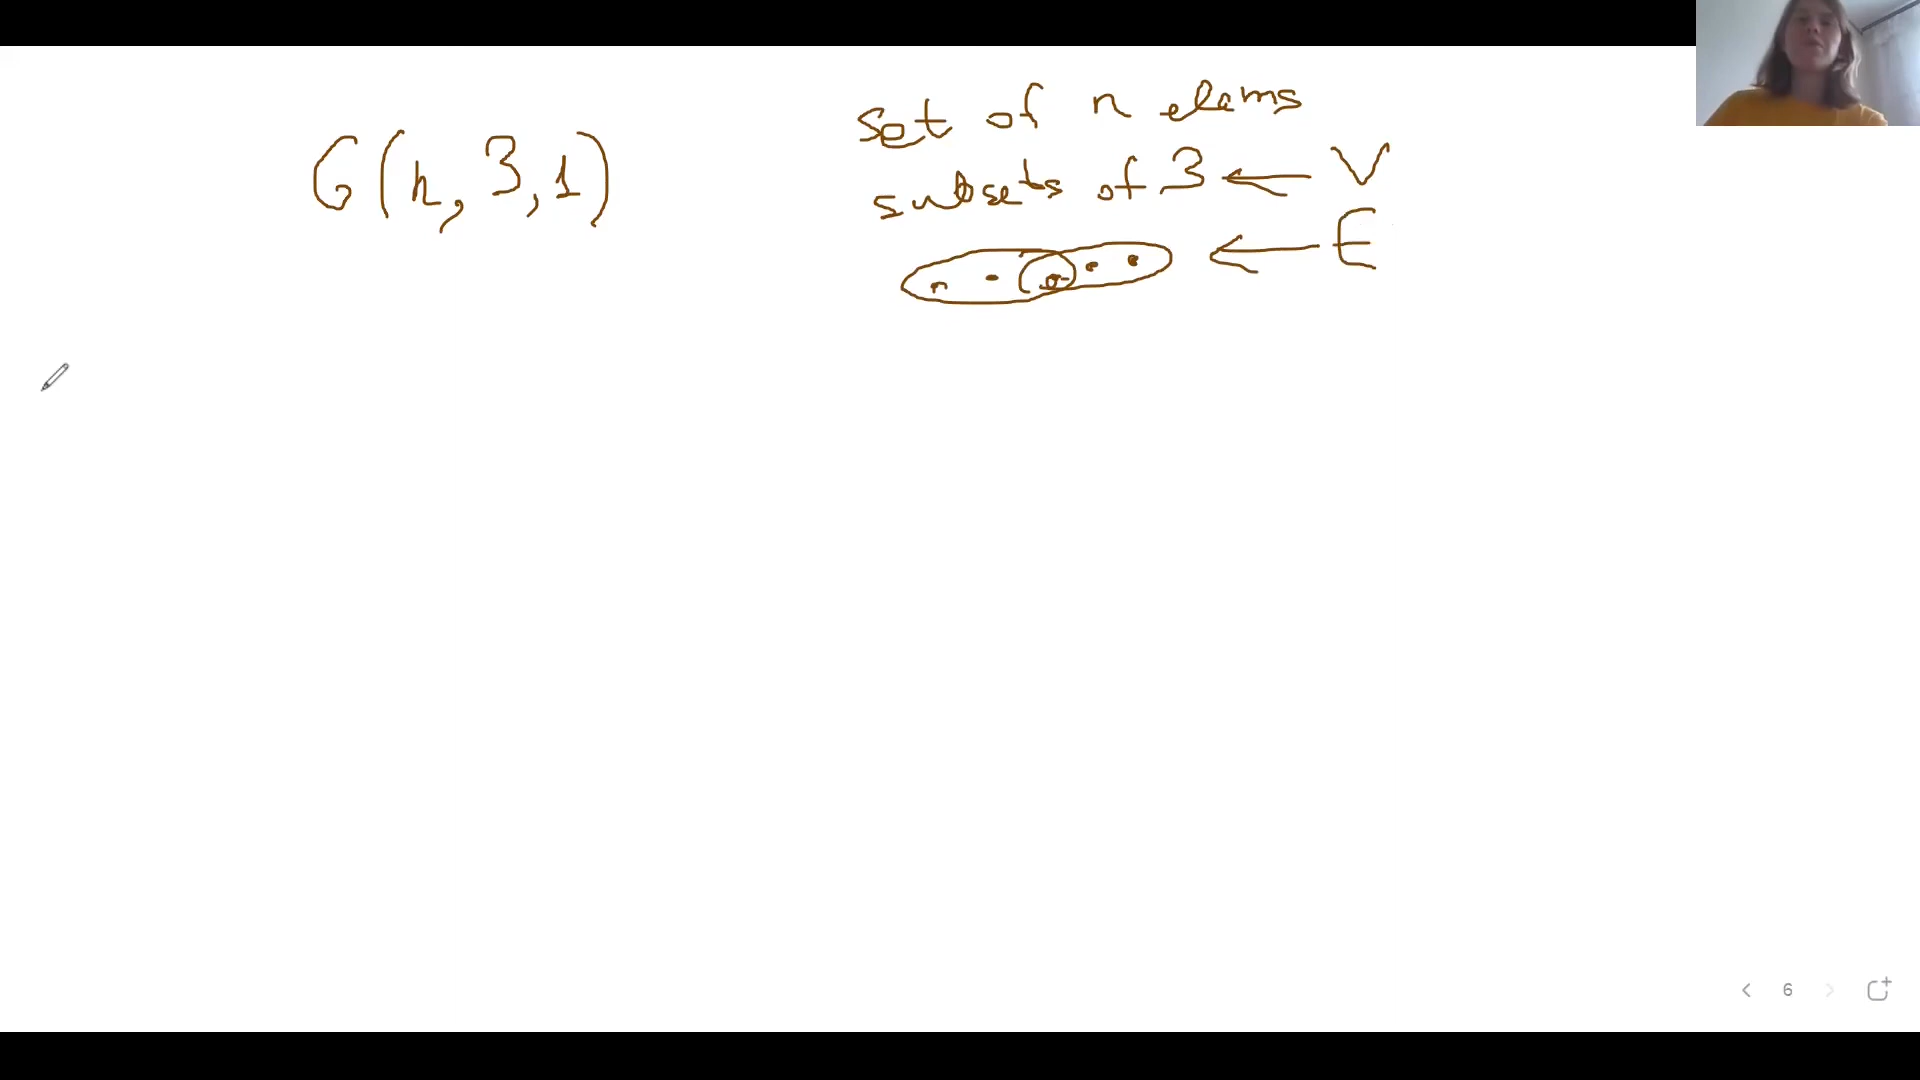 G(n,3,1)
set of n elems
subsets of 3 ← V
← E
6